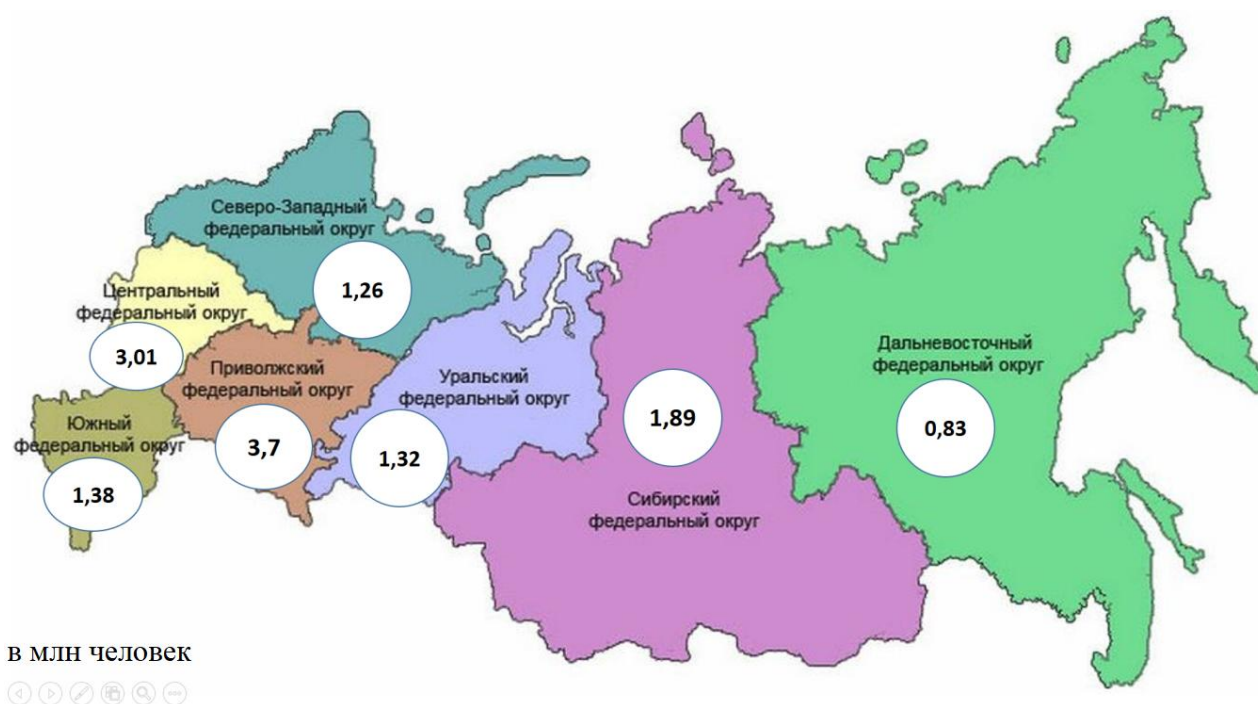 Северо-Западный
федеральный округ
1,26
Центральный
федеральный округ
3,01
Приволжский
федеральный округ
3,7
Уральский
федеральный округ
1,32
Южный
федеральный округ
1,38
1,89
Сибирский
федеральный округ
Дальневосточный
федеральный округ
0,83
в млн человек